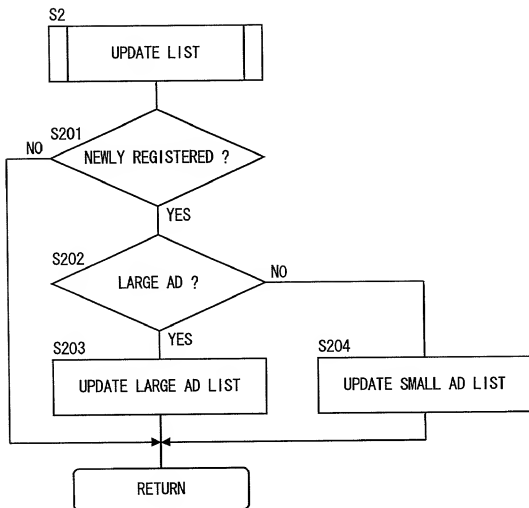 S2
UPDATE LIST
S201
NO
NEWLY REGISTERED ?
YES
S202
LARGE AD ?
NO
YES
S203
UPDATE LARGE AD LIST
S204
UPDATE SMALL AD LIST
RETURN